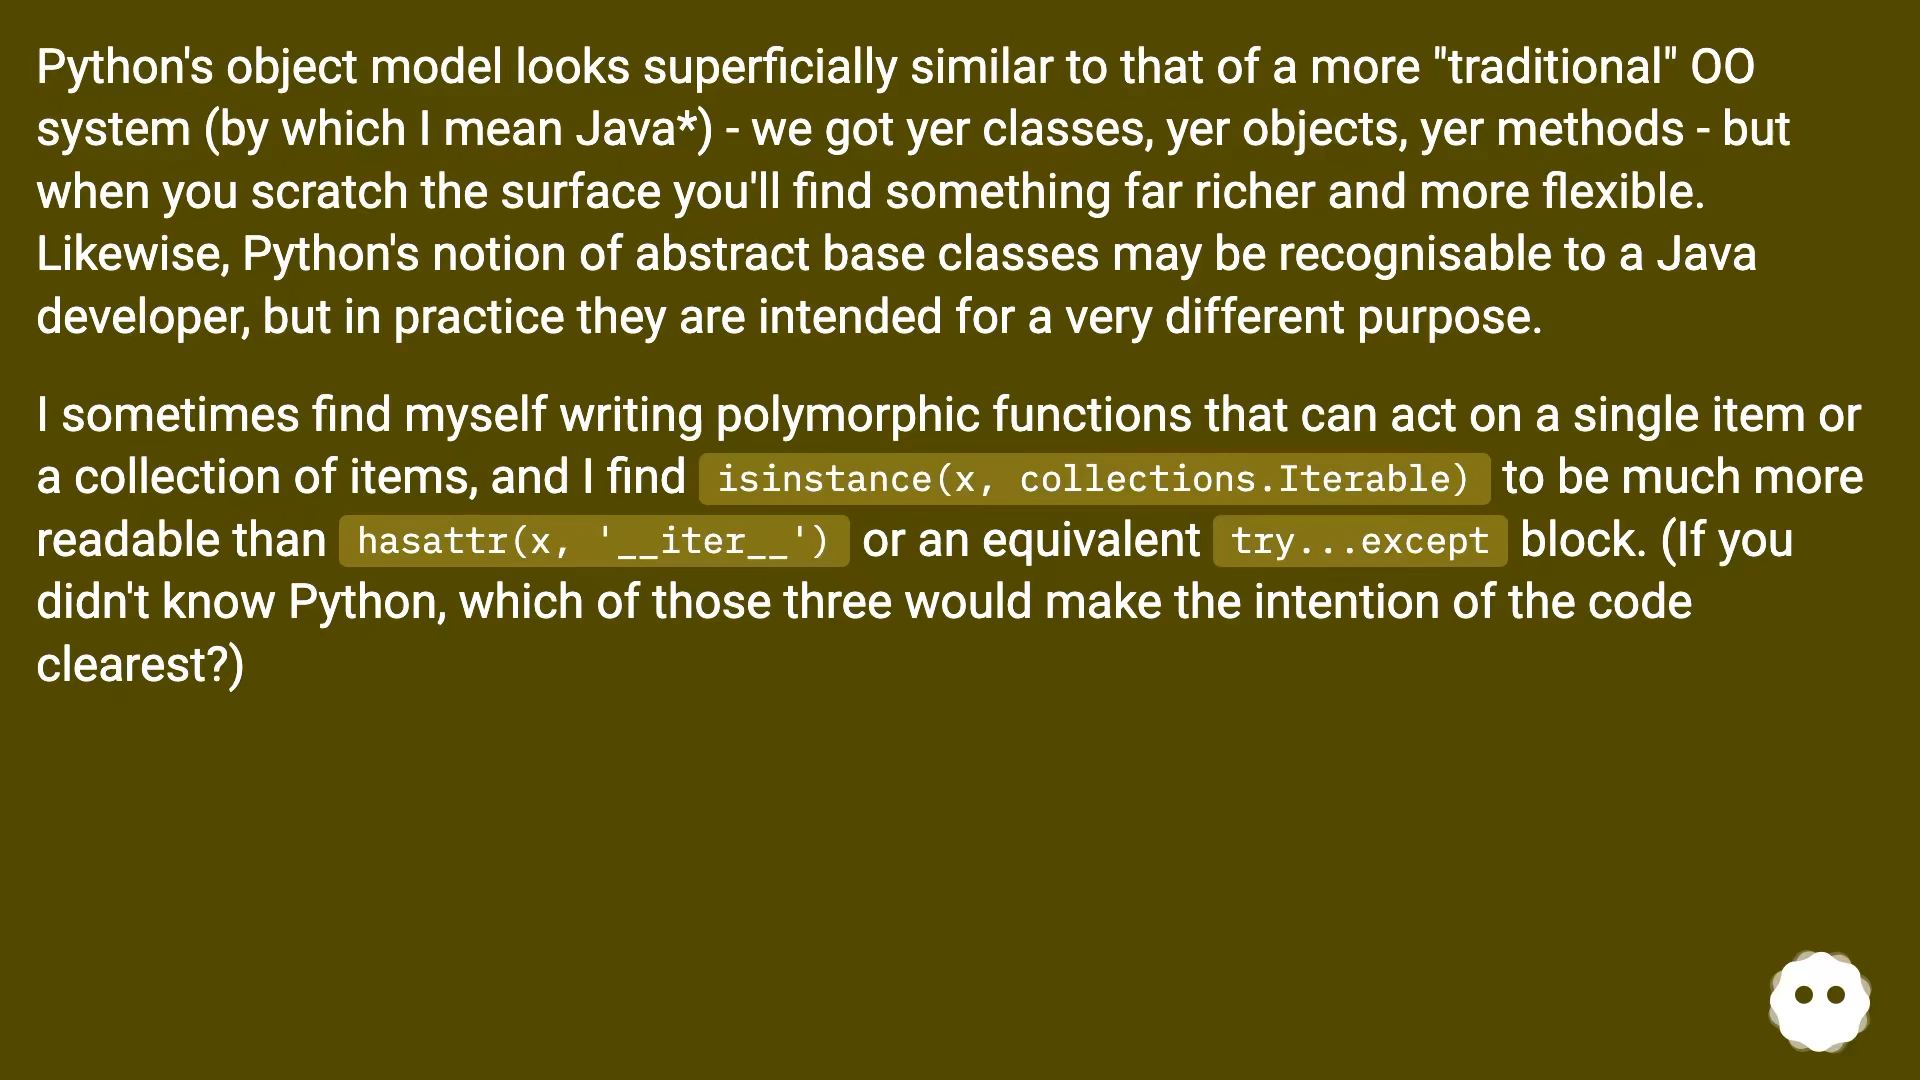 Python's object model looks superficially similar to that of a more "traditional" OO
system (by which I mean Java*) - we got yer classes, yer objects, yer methods - but
when you scratch the surface you'll find something far richer and more flexible.
Likewise, Python's notion of abstract base classes may be recognisable to a Java
developer, but in practice they are intended for a very different purpose.
I sometimes find myself writing polymorphic functions that can act on a single item or
a collection of items, and I find isinstance(x, collections.Iterable) to be much more
readable than hasattr(x, '__iter__') or an equivalent try...except block. (If you
didn't know Python, which of those three would make the intention of the code
clearest?)